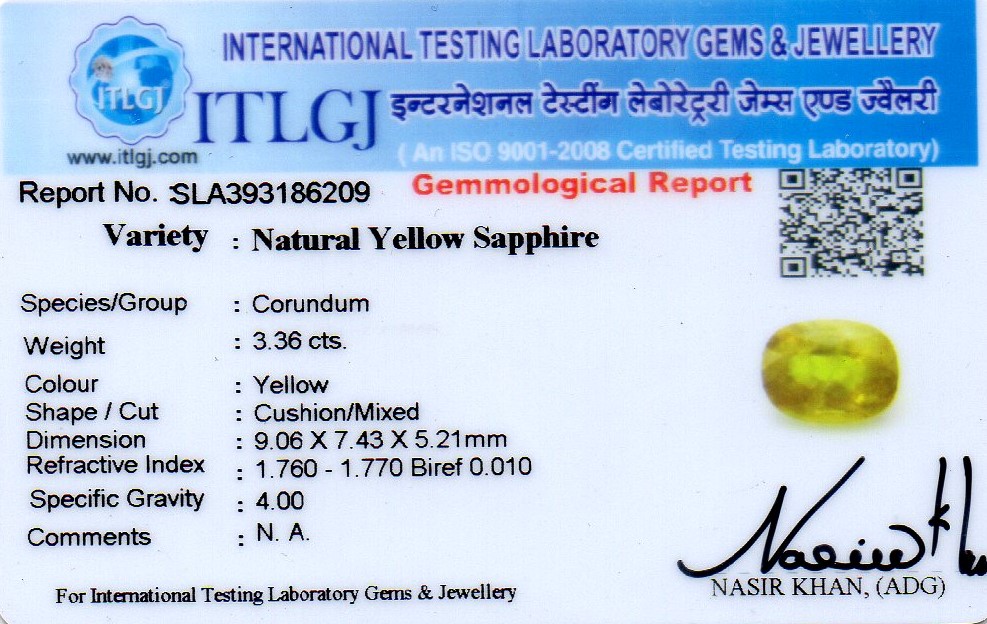 INTERNATIONAL TESTING LABORATORY GEMS & JEWELLERY
ITLGJ
ITLGJ इन्टरनेशनल टेस्टींग लेबोरेट्ररी जेम्स एण्ड ज्वैलरी
www.itlgj.com
(An ISO 9001-2008 Certified Testing Laboratory)
Report No. :SLA393186209
Gemmological Report
Variety : Natural Yellow Sapphire
Species/Group : Corundum
Weight : 3.36 cts.
Colour : Yellow
Shape / Cut : Cushion/Mixed
Dimension : 9.06 X 7.43 X 5.21mm
Refractive Index : 1.760 - 1.770 Biref 0.010
Specific Gravity : 4.00
Comments : N. A.
Nasir Kha
NASIR KHAN, (ADG)
For International Testing Laboratory Gems & Jewellery